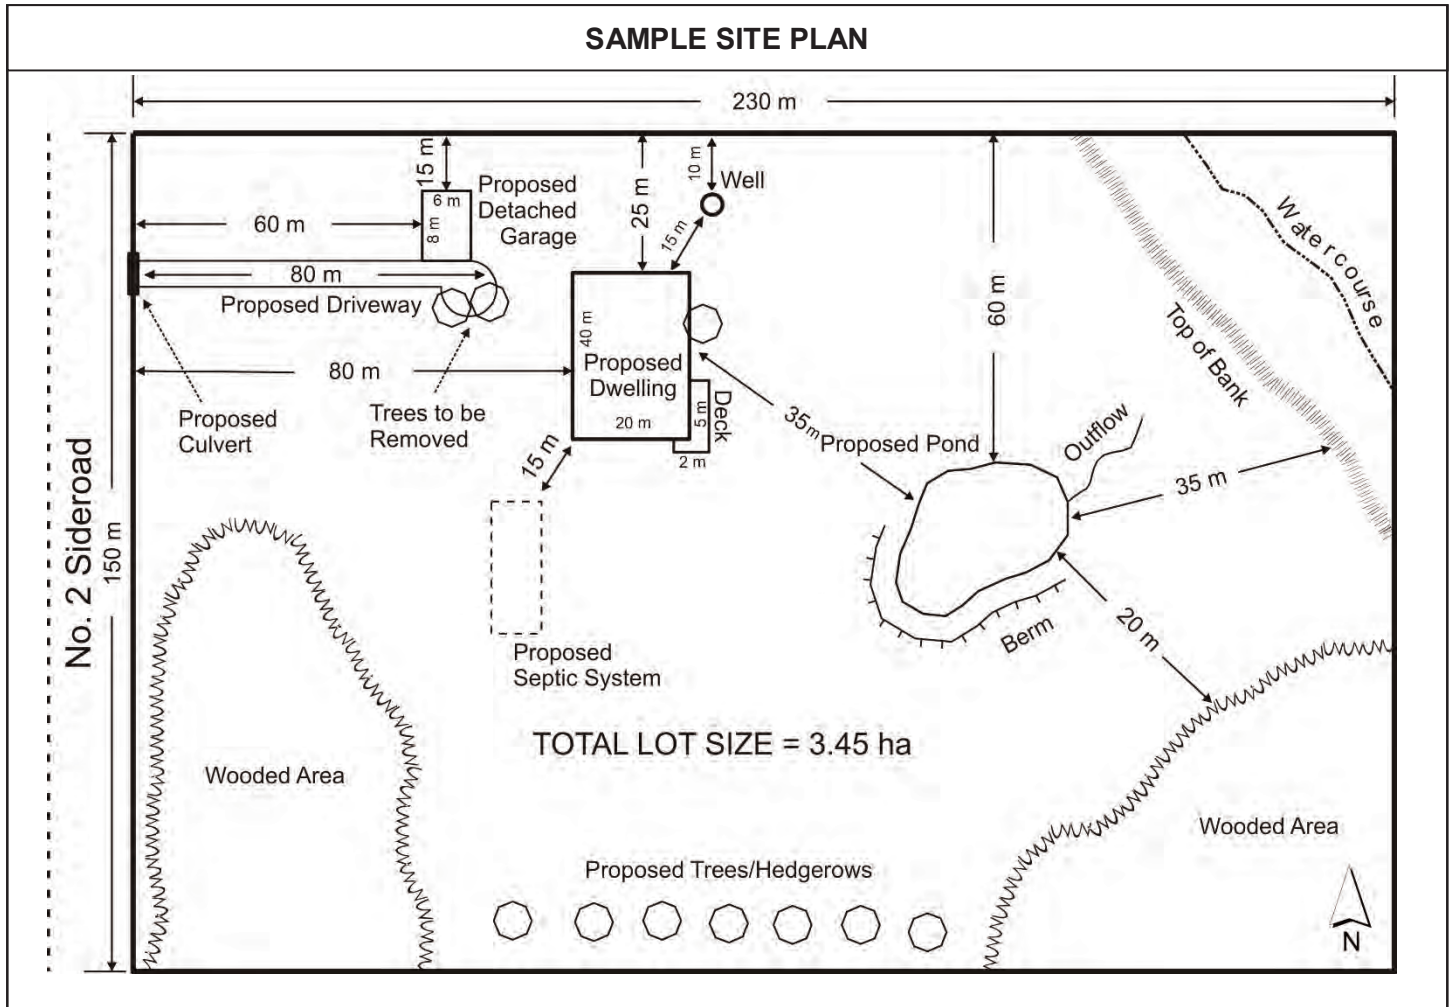 SAMPLE SITE PLAN
230 m
15 m
6 m
8 m
Proposed
Detached
Garage
25 m
10 m
Well
15 m
60 m
60 m
80 m
Proposed Driveway
80 m
Proposed
Culvert
Trees to be
Removed
40 m
Proposed
Dwelling
20 m
Deck
5 m
2 m
15 m
35m
Proposed Pond
Outflow
35 m
Top of Bank
Watercourse
No. 2 Sideroad
150 m
Berm
20 m
Proposed
Septic System
TOTAL LOT SIZE = 3.45 ha
Wooded Area
Wooded Area
Proposed Trees/Hedgerows
N